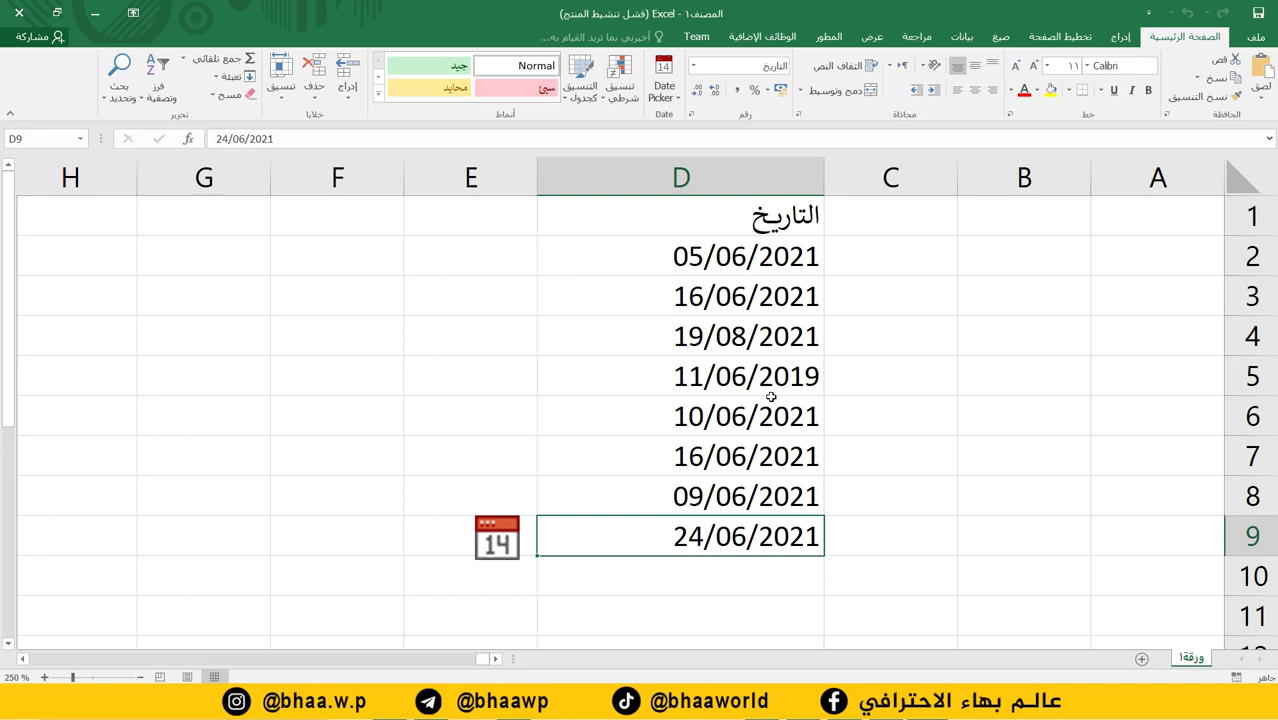 المصنف١ - Excel (فشل تنشيط المنتج)
ملف
الصفحة الرئيسية
إدراج
تخطيط الصفحة
صيغ
بيانات
مراجعة
عرض
المطور
الوظائف الإضافية
Team
أخبرني بما تريد القيام به...
مشاركة
لصق
قص
نسخ
نسخ التنسيق
الحافظة
Calibri
١١
B I U
خط
التفاف النص
دمج وتوسيط
محاذاة
التاريخ
رقم
Date Picker
Date
تنسيق شرطي
التنسيق كجدول
Normal
جيد
سيئ
محايد
أنماط
إدراج
حذف
تنسيق
خلايا
جمع تلقائي
تعبئة
مسح
فرز وتصفية
بحث وتحديد
تحرير
D9
fx
24/06/2021
A B C D E F G H
1 التاريخ
2 05/06/2021
3 16/06/2021
4 19/08/2021
5 11/06/2019
6 10/06/2021
7 16/06/2021
8 09/06/2021
9 24/06/2021
14
10
11
ورقة١
جاهز
250 %
@bhaa.w.p
@bhaawp
@bhaaworld
عالم بهاء الاحترافي